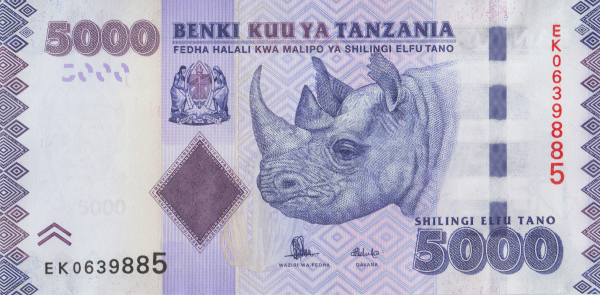 5000
BENKI KUU YA TANZANIA
FEDHA HALALI KWA MALIPO YA SHILINGI ELFU TANO
EK0639885
5000
SHILINGI ELFU TANO
5000
EK0639885
WAZIRI WA FEDHA
GAVANA